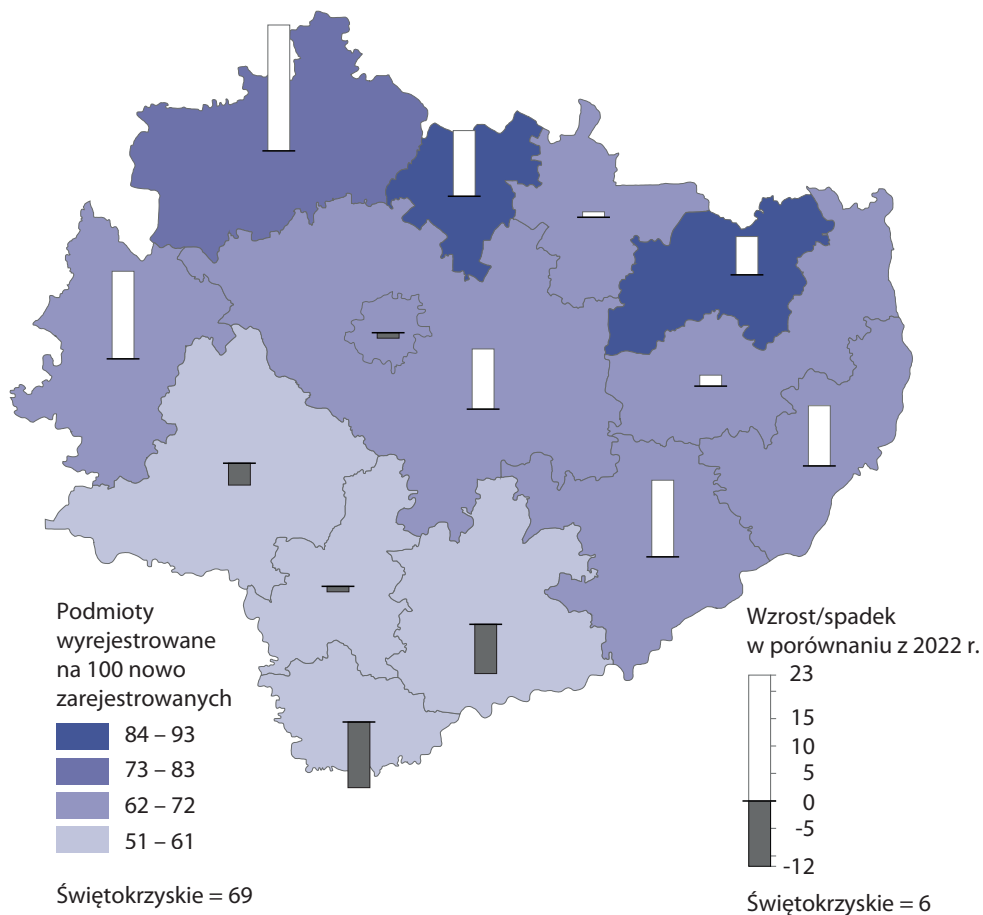 Podmioty
wyrejestrowane
na 100 nowo
zarejestrowanych
84 – 93
73 – 83
62 – 72
51 – 61
Świętokrzyskie = 69
Wzrost/spadek
w porównaniu z 2022 r.
23
15
10
5
0
-5
-12
Świętokrzyskie = 6